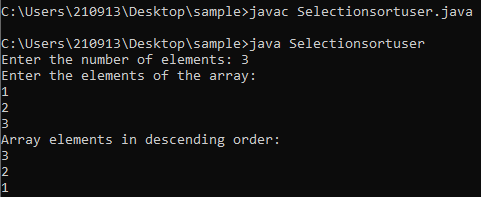 C:\Users\210913\Desktop\sample>javac Selectionsortuser.java
C:\Users\210913\Desktop\sample>java Selectionsortuser
Enter the number of elements: 3
Enter the elements of the array:
1
2
3
Array elements in descending order:
3
2
1